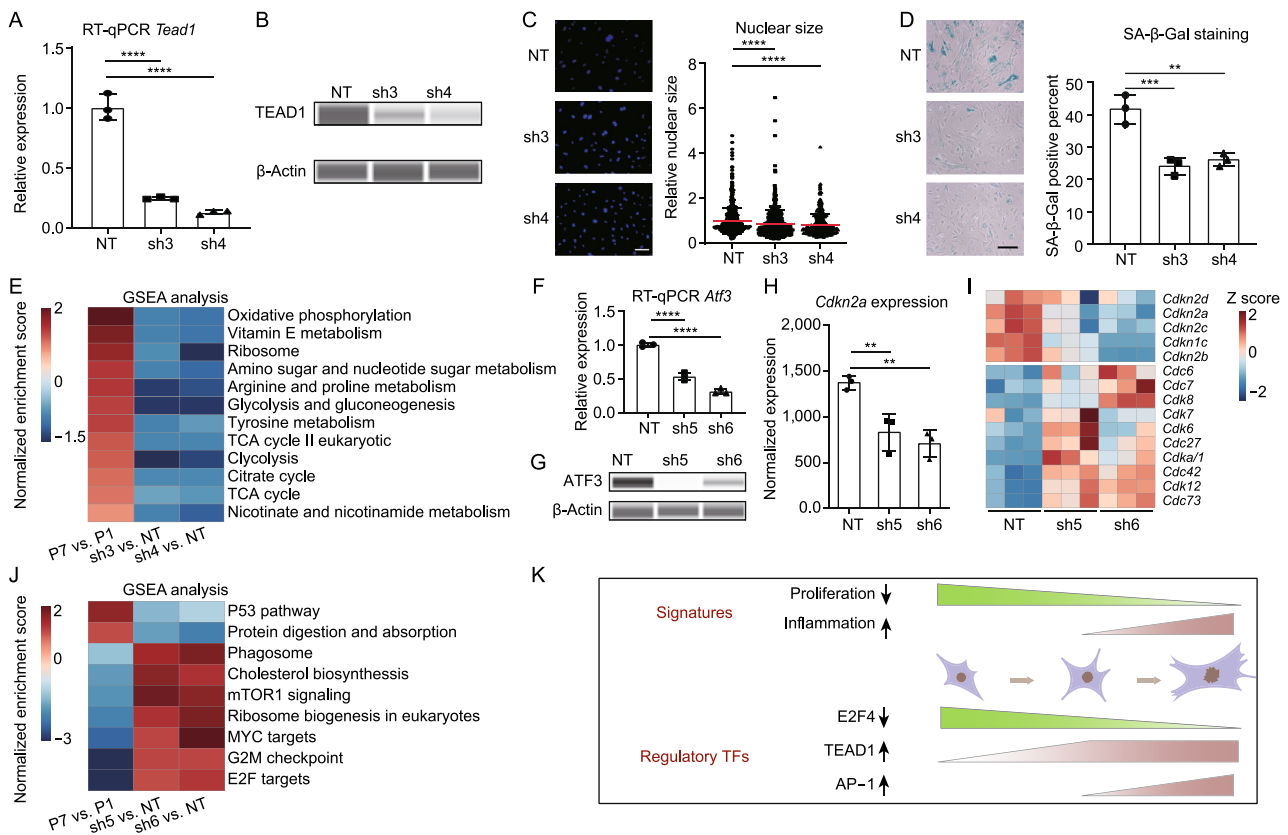 A
RT-qPCR Tead1
****
****
Relative expression
1.5
1.0
0.5
0.0
NT
sh3
sh4
B
NT
sh3
sh4
TEAD1
β-Actin
C
NT
sh3
sh4
Nuclear size
****
****
Relative nuclear size
8
6
4
2
0
NT
sh3
sh4
D
NT
sh3
sh4
SA-β-Gal staining
**
***
SA-β-Gal positive percent
50
40
30
20
10
0
NT
sh3
sh4
E
GSEA analysis
Normalized enrichment score
2
1
0
-1.5
Oxidative phosphorylation
Vitamin E metabolism
Ribosome
Amino sugar and nucleotide sugar metabolism
Arginine and proline metabolism
Glycolysis and gluconeogenesis
Tyrosine metabolism
TCA cycle II eukaryotic
Glycolysis
Citrate cycle
TCA cycle
Nicotinate and nicotinamide metabolism
P7 vs. P1
sh3 vs. NT
sh4 vs. NT
F
RT-qPCR Atf3
****
****
Relative expression
1.5
1.0
0.5
0.0
NT
sh5
sh6
G
NT
sh5
sh6
ATF3
β-Actin
H
Cdkn2a expression
**
**
Normalized expression
2,000
1,500
1,000
500
0.0
NT
sh5
sh6
I
Cdkn2d
Cdkn2a
Cdkn2c
Cdkn1c
Cdkn2b
Cdc6
Cdc7
Cdk8
Cdk7
Cdk6
Cdc27
Cdka/1
Cdc42
Cdk12
Cdc73
NT
sh5
sh6
Z score
2
0
−2
J
GSEA analysis
Normalized enrichment score
2
0
−3
P53 pathway
Protein digestion and absorption
Phagosome
Cholesterol biosynthessis
mTOR1 signaling
Ribosome biogenesis in eukaryotes
MYC targets
G2M checkpoint
E2F targets
P7 vs. P1
sh5 vs. NT
sh6 vs. NT
K
Signatures
Proliferation
Inflammation
Regulatory TFs
E2F4
TEAD1
AP-1